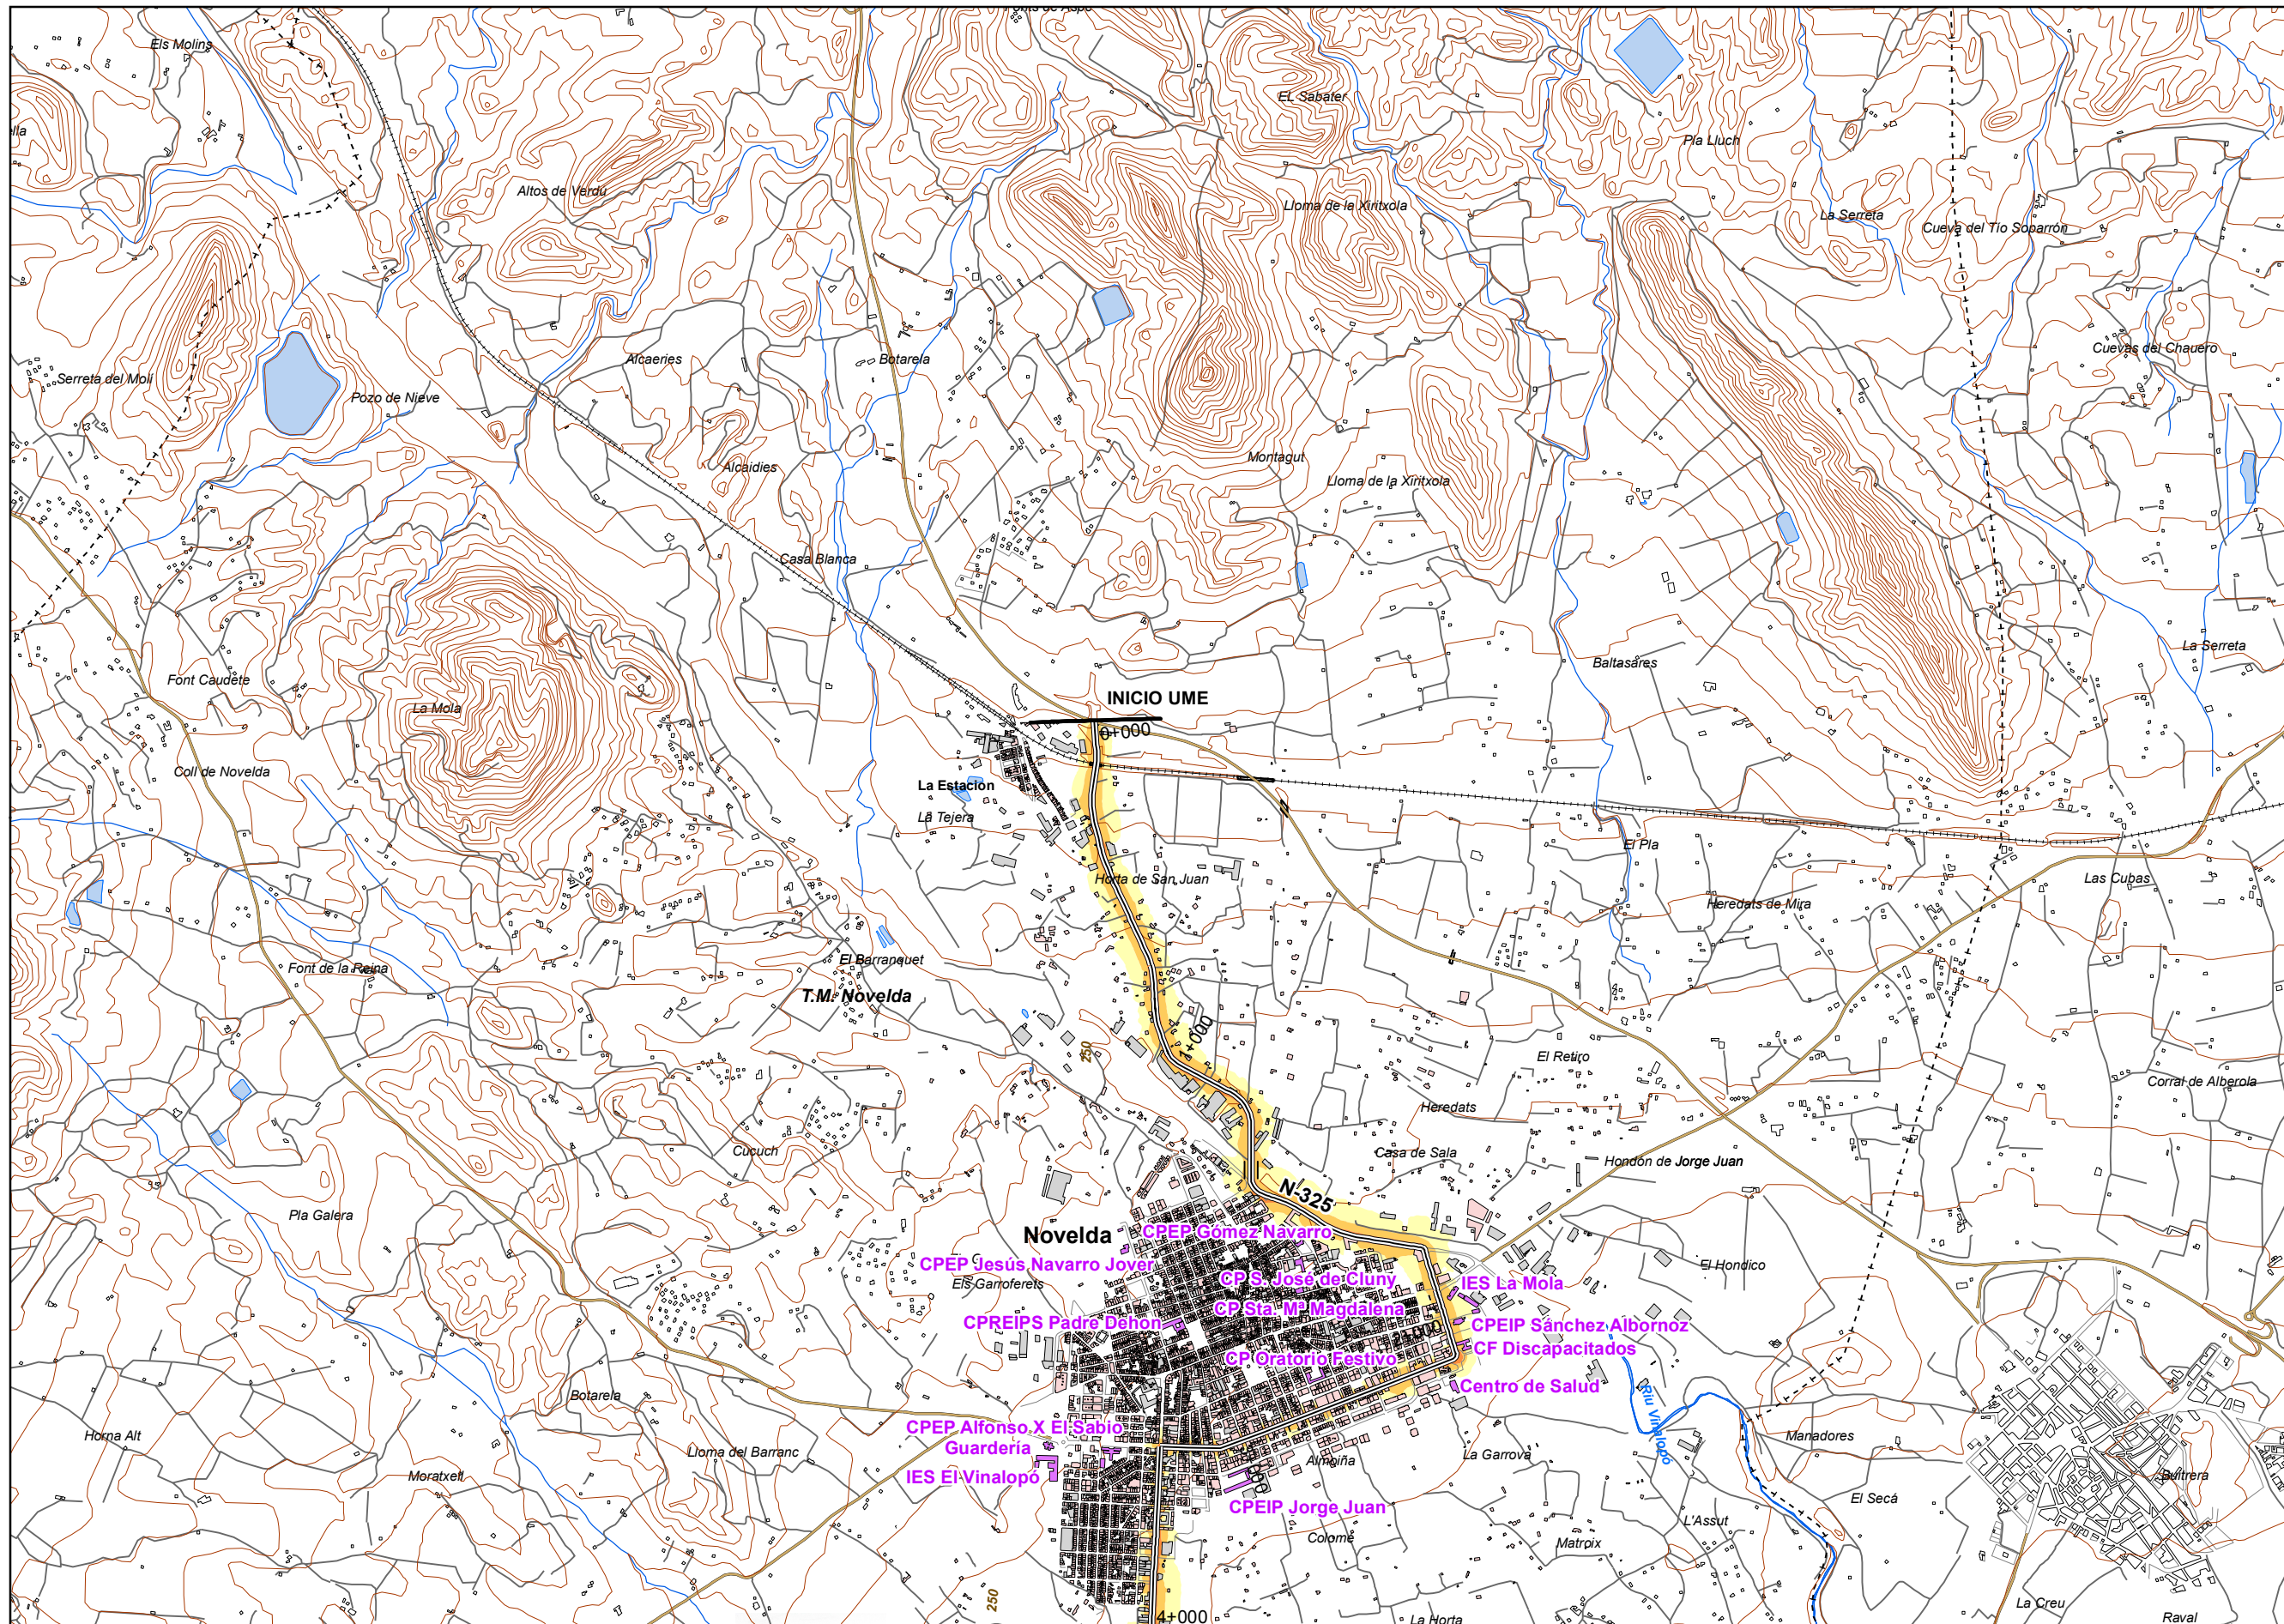 Els Molins
EL Sabater
Pla Lluch
Altos de Verdú
Lloma de la Xiritxola
La Serreta
Cueva del Tio Sobarrón
Alcaeries
Botarela
Cuevas del Chauero
Serreta del Molí
Pozo de Nieve
Alcaidies
Montagut
Lloma de la Xiritxola
Casa Blanca
La Serreta
Baltasares
Font Caudete
La Mola
INICIO UME
0+000
Coll de Novelda
La Estación
La Tejera
El Pla
Horta de San Juan
Las Cubas
Heredats de Mira
El Barranquet
Font de la Reina
T.M. Novelda
1+000
250
El Retiro
Corral de Alberola
Heredats
Cucuch
Casa de Sala
Hondón de Jorge Juan
N-325
Pla Galera
Novelda
CPEP Gómez Navarro
CPEP Jesús Navarro Jover
El Hondico
Els Garroferets
CP S. José de Cluny
IES La Mola
CP Sta. Mª Magdalena
CPREIPS Padre Dehon
CPEIP Sánchez Albornoz
CF Discapacitados
CP Oratorio Festivo
Centro de Salud
Botarela
Riu Vinalopó
CPEP Alfonso X El Sabio
Horna Alt
Guardería
Manadores
Lloma del Barranc
La Garrova
Almoiña
Moratxell
IES El Vinalopó
Buitrera
El Secá
CPEIP Jorge Juan
L'Assut
Colomé
Matroix
250
La Creu
4+000
La Horta
Raval